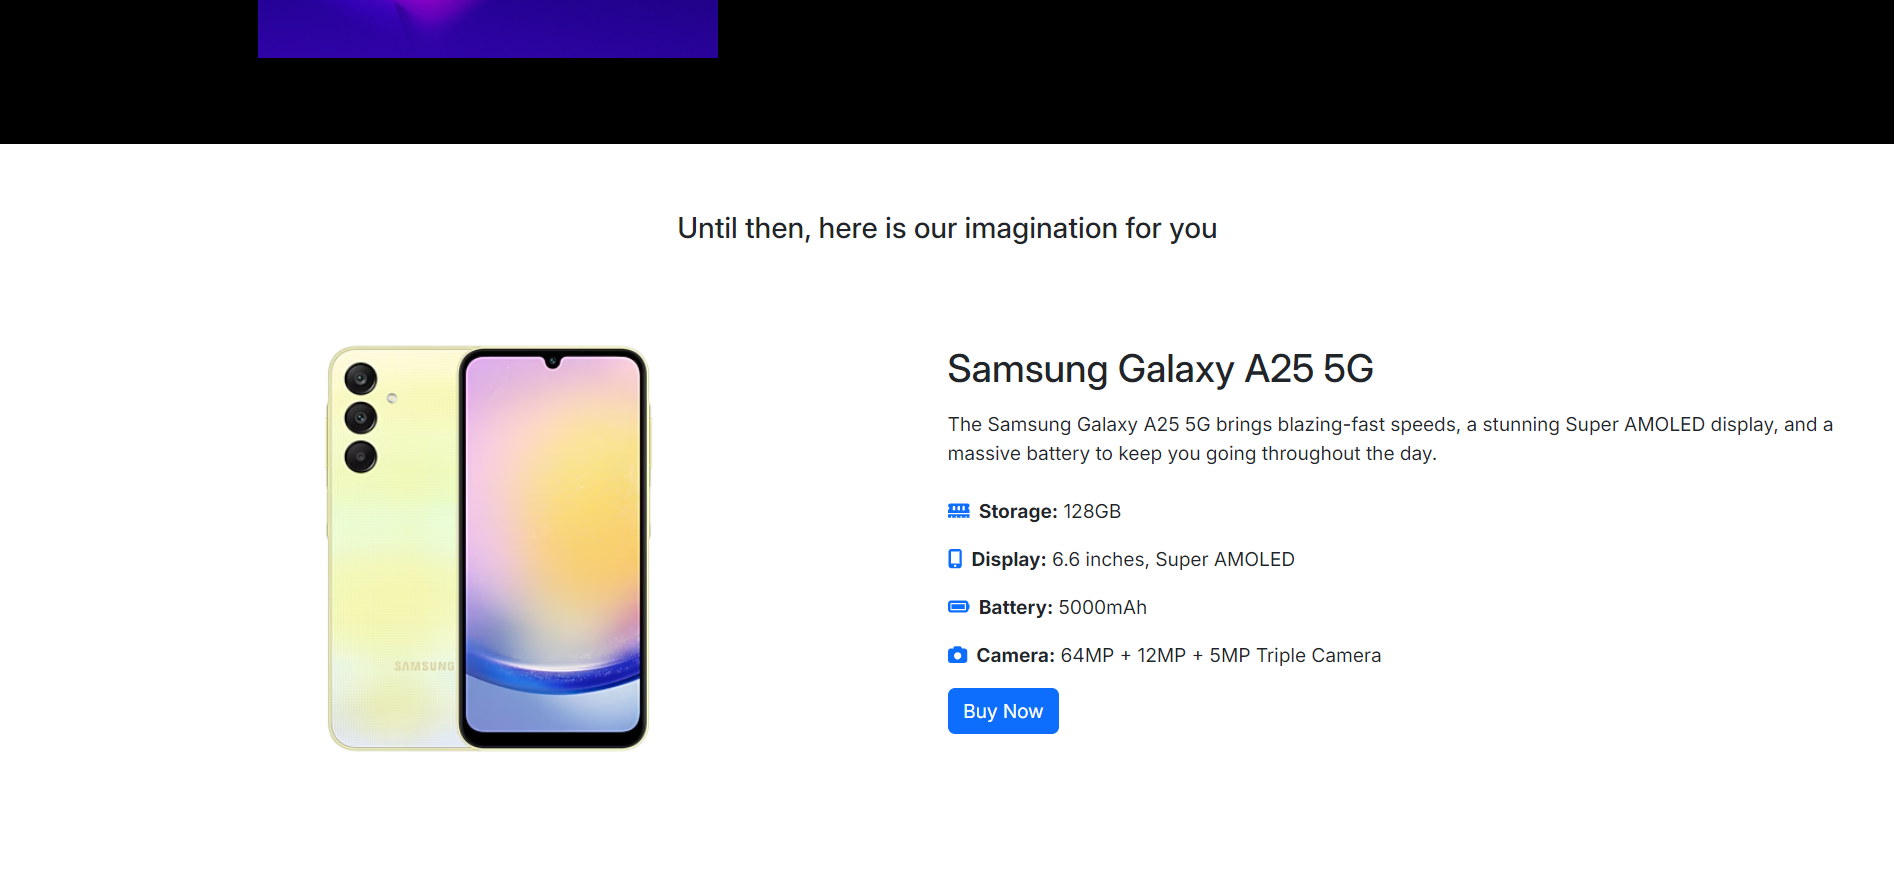 Until then, here is our imagination for you
Samsung Galaxy A25 5G
The Samsung Galaxy A25 5G brings blazing-fast speeds, a stunning Super AMOLED display, and a
massive battery to keep you going throughout the day.
Storage: 128GB
Display: 6.6 inches, Super AMOLED
Battery: 5000mAh
Camera: 64MP + 12MP + 5MP Triple Camera
SAMSUNG
Buy Now